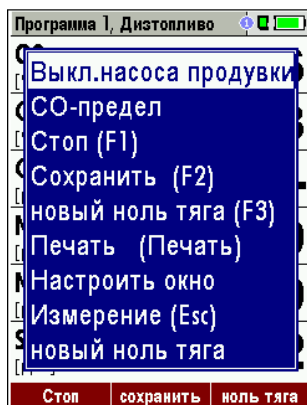 Программа 1, Дизтопливо
Выкл.насоса продувки
СО-предел
Стоп (F1)
Сохранить (F2)
новый ноль тяга (F3)
Печать (Печать)
Настроить окно
Измерение (Esc)
новый ноль тяга
Стоп сохранить ноль тяга